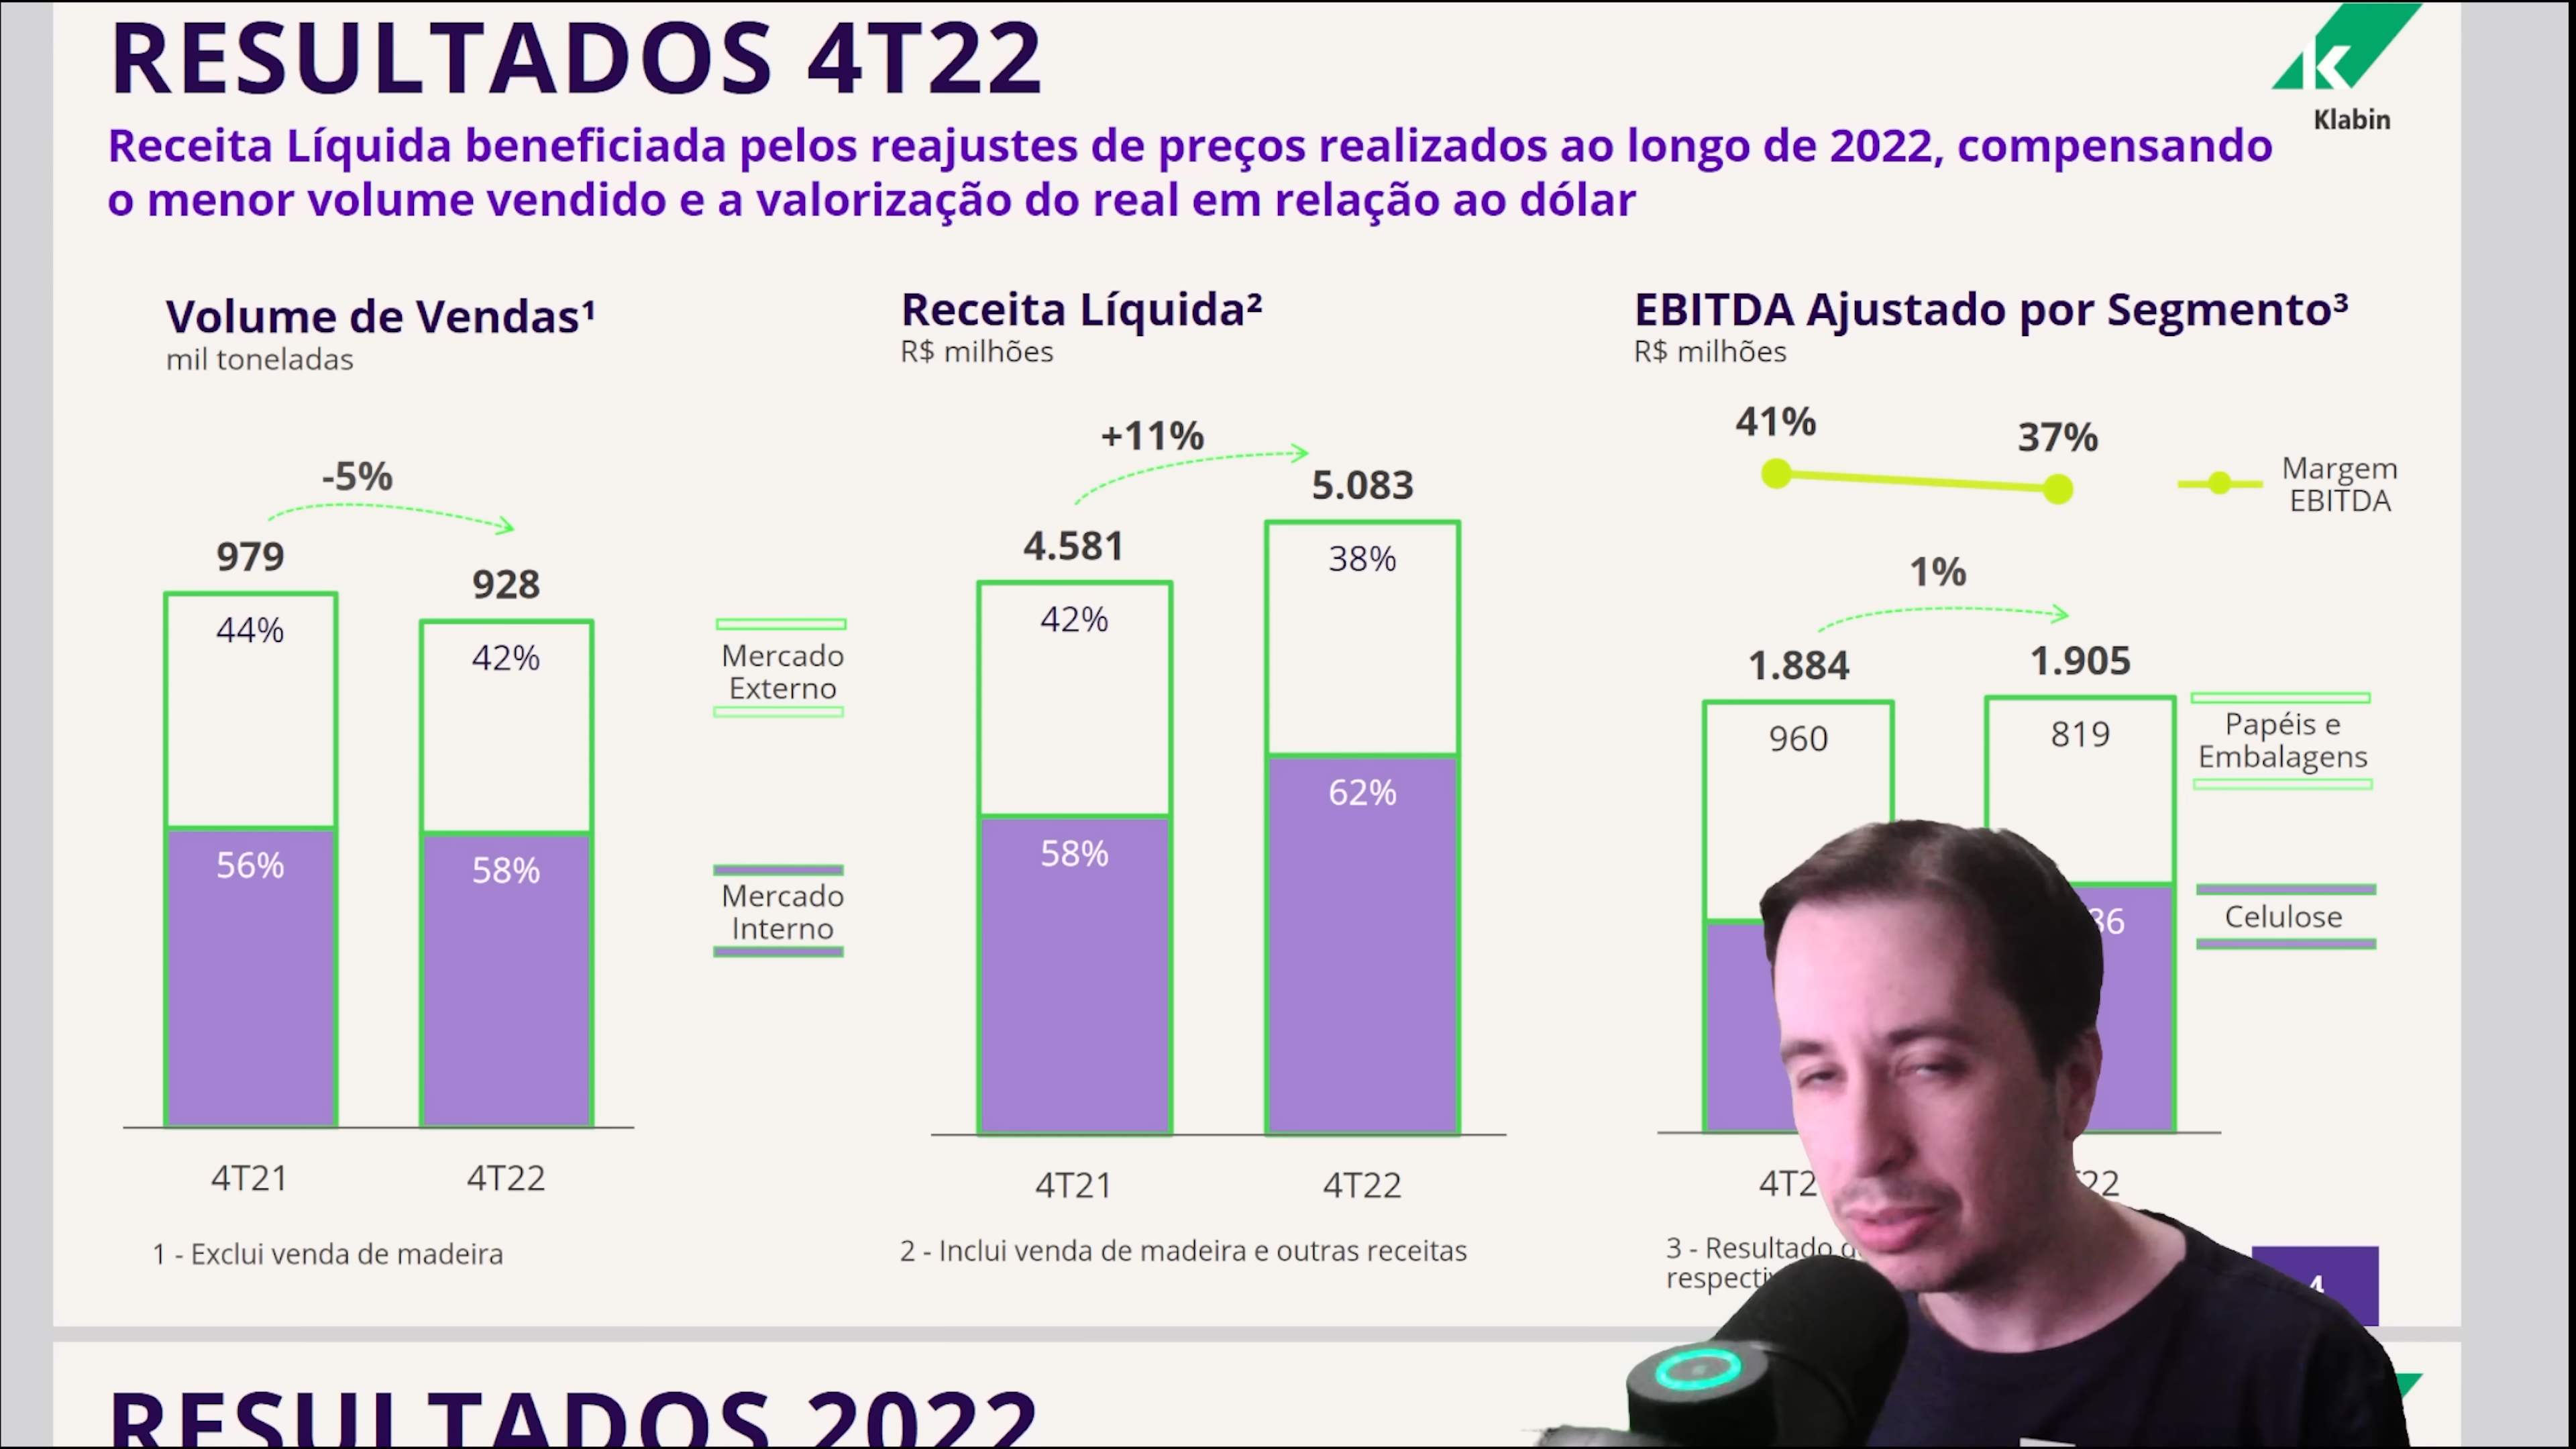 RESULTADOS 4T22
Klabin
Receita Líquida beneficiada pelos reajustes de preços realizados ao longo de 2022, compensando
o menor volume vendido e a valorização do real em relação ao dólar
Volume de Vendas¹
mil toneladas
-5%
979
928
44%
42%
56%
58%
4T21
4T22
Mercado
Externo
Mercado
Interno
1 - Exclui venda de madeira
Receita Líquida²
R$ milhões
+11%
4.581
5.083
42%
38%
58%
62%
4T21
4T22
2 - Inclui venda de madeira e outras receitas
EBITDA Ajustado por Segmento³
R$ milhões
41%
37%
Margem
EBITDA
1%
1.884
1.905
960
819
Papéis e
Embalagens
Celulose
3 - Resultado
4
RESULTADOS 2022